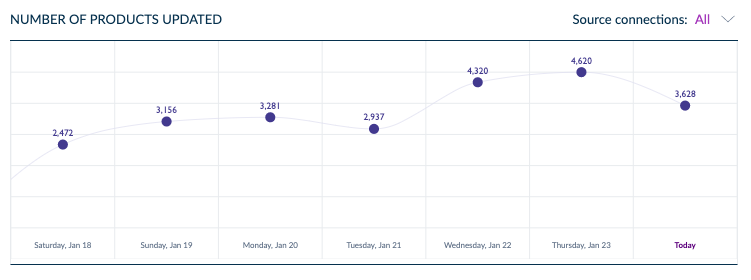 NUMBER OF PRODUCTS UPDATED
Source connections: All
2,472
3,156
3,281
2,937
4,320
4,620
3,628
Saturday, Jan 18
Sunday, Jan 19
Monday, Jan 20
Tuesday, Jan 21
Wednesday, Jan 22
Thursday, Jan 23
Today